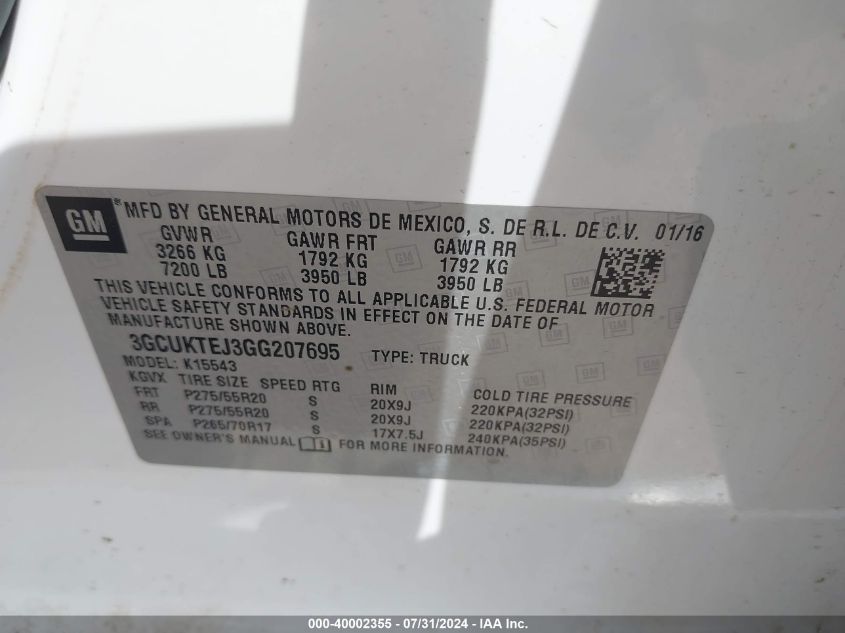 GM
MFD BY GENERAL MOTORS DE MEXICO, S. DE R.L. DE C.V. 01/16
GVWR GAWR FRT GAWR RR
3266 KG 1792 KG 1792 KG
7200 LB 3950 LB 3950 LB
THIS VEHICLE CONFORMS TO ALL APPLICABLE U.S. FEDERAL MOTOR
VEHICLE SAFETY STANDARDS IN EFFECT ON THE DATE OF
MANUFACTURE SHOWN ABOVE.
3GCUKTEJ3GG207695 TYPE: TRUCK
MODEL: K15543
KGVX TIRE SIZE SPEED RTG RIM COLD TIRE PRESSURE
FRT P275/55R20 S 20X9J 220KPA(32PSI)
RR P275/55R20 S 20X9J 220KPA(32PSI)
SPA P265/70R17 S 17X7.5J 240KPA(35PSI)
SEE OWNER'S MANUAL FOR MORE INFORMATION.
000-40002355 - 07/31/2024 - IAA Inc.